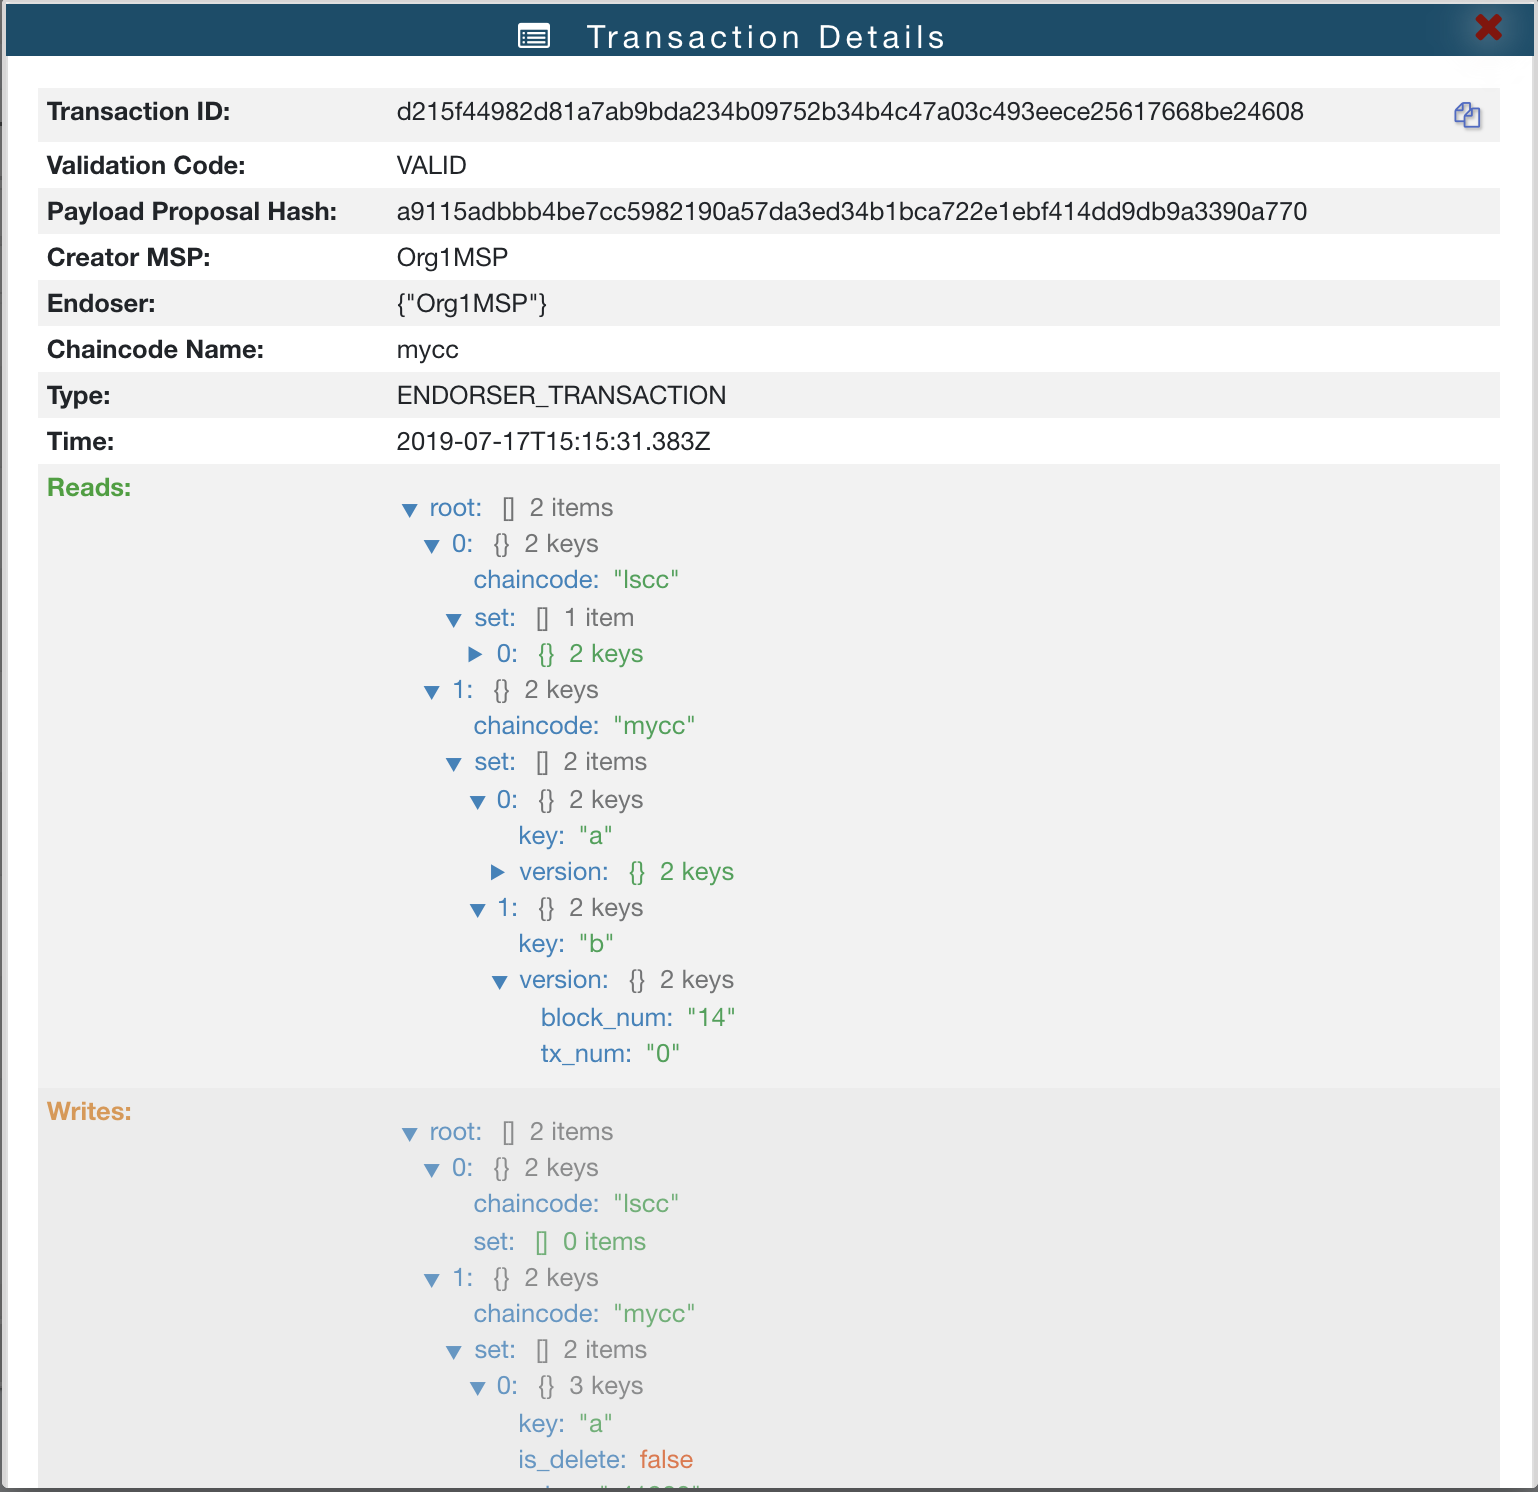 Transaction Details
Transaction ID: d215f44982d81a7ab9bda234b09752b34b4c47a03c493eece25617668be24608
Validation Code: VALID
Payload Proposal Hash: a9115adbbb4be7cc5982190a57da3ed34b1bca722e1ebf414dd9db9a3390a770
Creator MSP: Org1MSP
Endoser: {"Org1MSP"}
Chaincode Name: mycc
Type: ENDORSER_TRANSACTION
Time: 2019-07-17T15:15:31.383Z
Reads:
root: [] 2 items
0: {} 2 keys
chaincode: "lscc"
set: [] 1 item
0: {} 2 keys
1: {} 2 keys
chaincode: "mycc"
set: [] 2 items
0: {} 2 keys
key: "a"
version: {} 2 keys
1: {} 2 keys
key: "b"
version: {} 2 keys
block_num: "14"
tx_num: "0"
Writes:
root: [] 2 items
0: {} 2 keys
chaincode: "lscc"
set: [] 0 items
1: {} 2 keys
chaincode: "mycc"
set: [] 2 items
0: {} 3 keys
key: "a"
is_delete: false